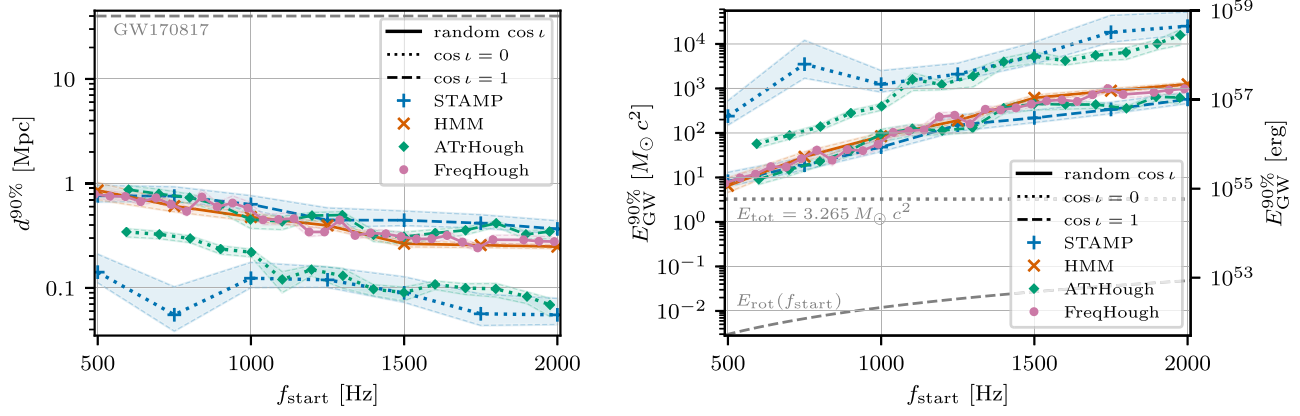 GW170817
random cos ι
cos ι = 0
cos ι = 1
STAMP
HMM
ATrHough
FreqHough
10
1
0.1
d^{90%} [Mpc]
500
1000
1500
2000
f_start [Hz]
10^4
10^3
10^2
10^1
10^0
10^{−1}
10^{−2}
E_GW^{90%} [M_⊙ c^2]
E_tot = 3.265 M_⊙ c^2
E_rot(f_start)
random cos ι
cos ι = 0
cos ι = 1
STAMP
HMM
ATrHough
FreqHough
10^59
10^57
10^55
10^53
E_GW^{90%} [erg]
500
1000
1500
2000
f_start [Hz]